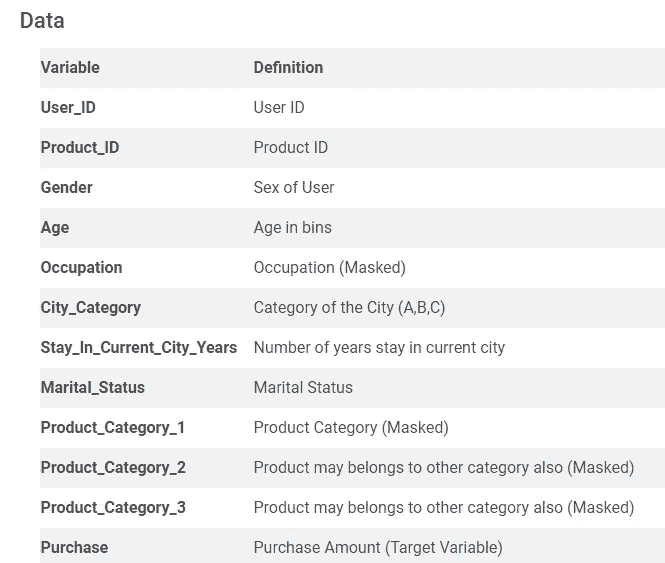 Data
Variable Definition
User_ID User ID
Product_ID Product ID
Gender Sex of User
Age Age in bins
Occupation Occupation (Masked)
City_Category Category of the City (A,B,C)
Stay_In_Current_City_Years Number of years stay in current city
Marital_Status Marital Status
Product_Category_1 Product Category (Masked)
Product_Category_2 Product may belongs to other category also (Masked)
Product_Category_3 Product may belongs to other category also (Masked)
Purchase Purchase Amount (Target Variable)